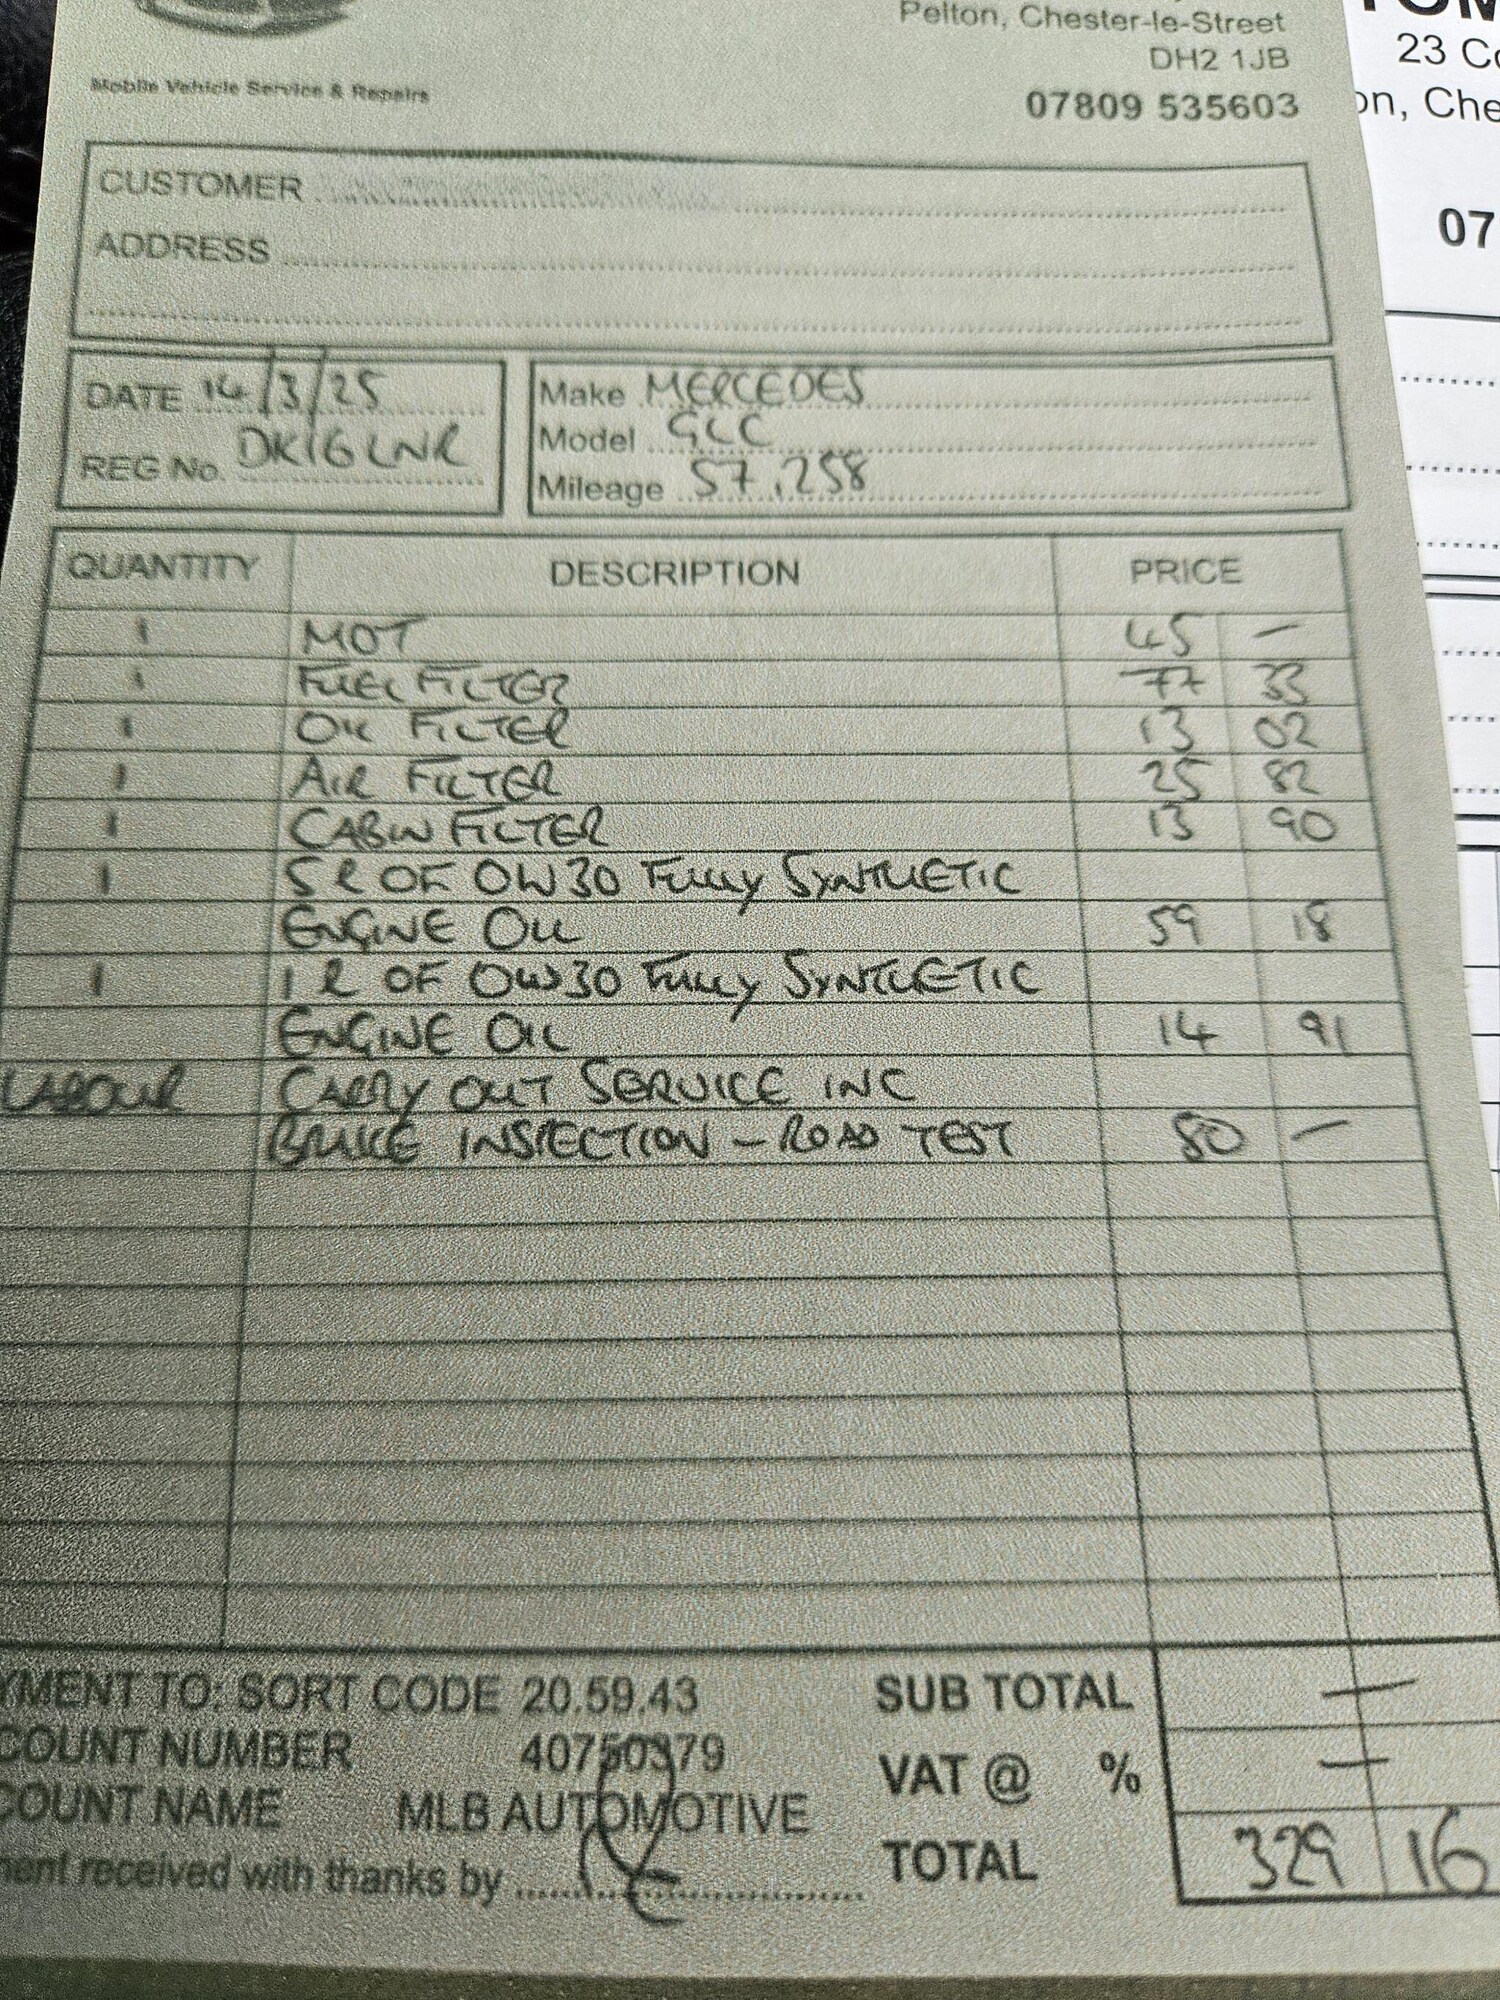 Pelton, Chester-le-Street
DH2 1JB
Mobile Vehicle Service & Repairs
07809 535603
CUSTOMER
ADDRESS
DATE 14/3/25
REG No. DK16LNR
Make MERCEDES
Model GLC
Mileage 57,258
QUANTITY DESCRIPTION PRICE
1 MOT 45 —
1 FUEL FILTER 77 33
1 OIL FILTER 13 02
1 AIR FILTER 25 82
1 CABIN FILTER 13 90
1 5L OF 0W30 FULLY SYNTHETIC
ENGINE OIL 59 18
1 1L OF 0W30 FULLY SYNTHETIC
ENGINE OIL 14 91
LABOUR CARRY OUT SERVICE INC
BRAKE INSPECTION - ROAD TEST 80 —
YMENT TO: SORT CODE 20.59.43
COUNT NUMBER 40750379
COUNT NAME MLB AUTOMOTIVE
ent received with thanks by
SUB TOTAL —
VAT @ % —
TOTAL 329 16
23 Co
on, Che
07